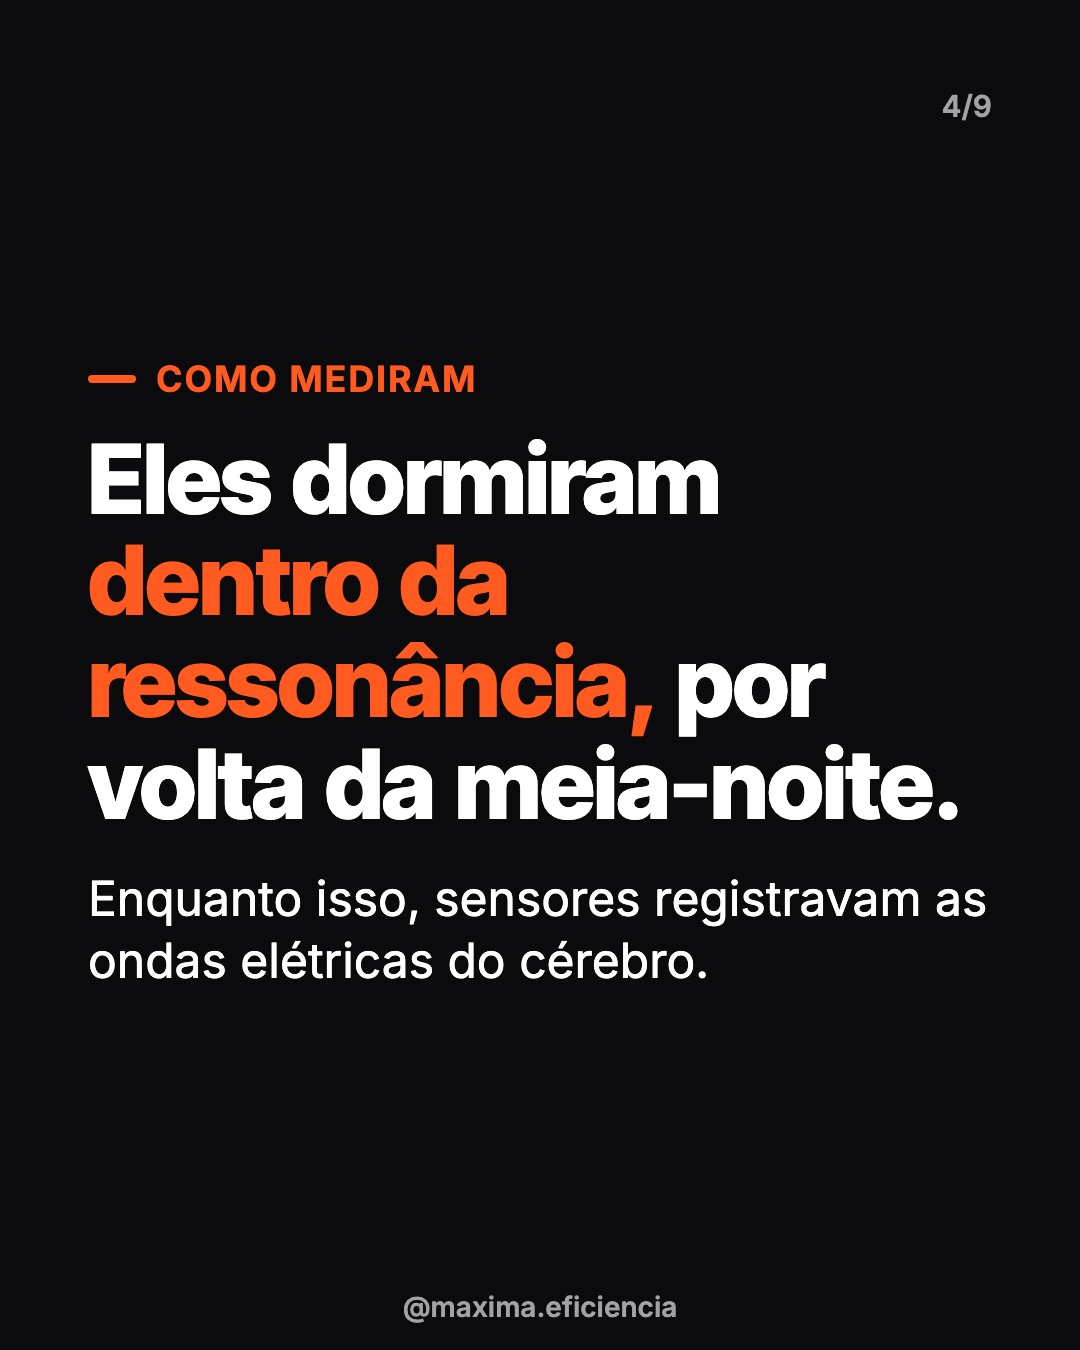 4/9
COMO MEDIRAM
Eles dormiram
dentro da
ressonância, por
volta da meia-noite.
Enquanto isso, sensores registravam as
ondas elétricas do cérebro.
@maxima.eficiencia